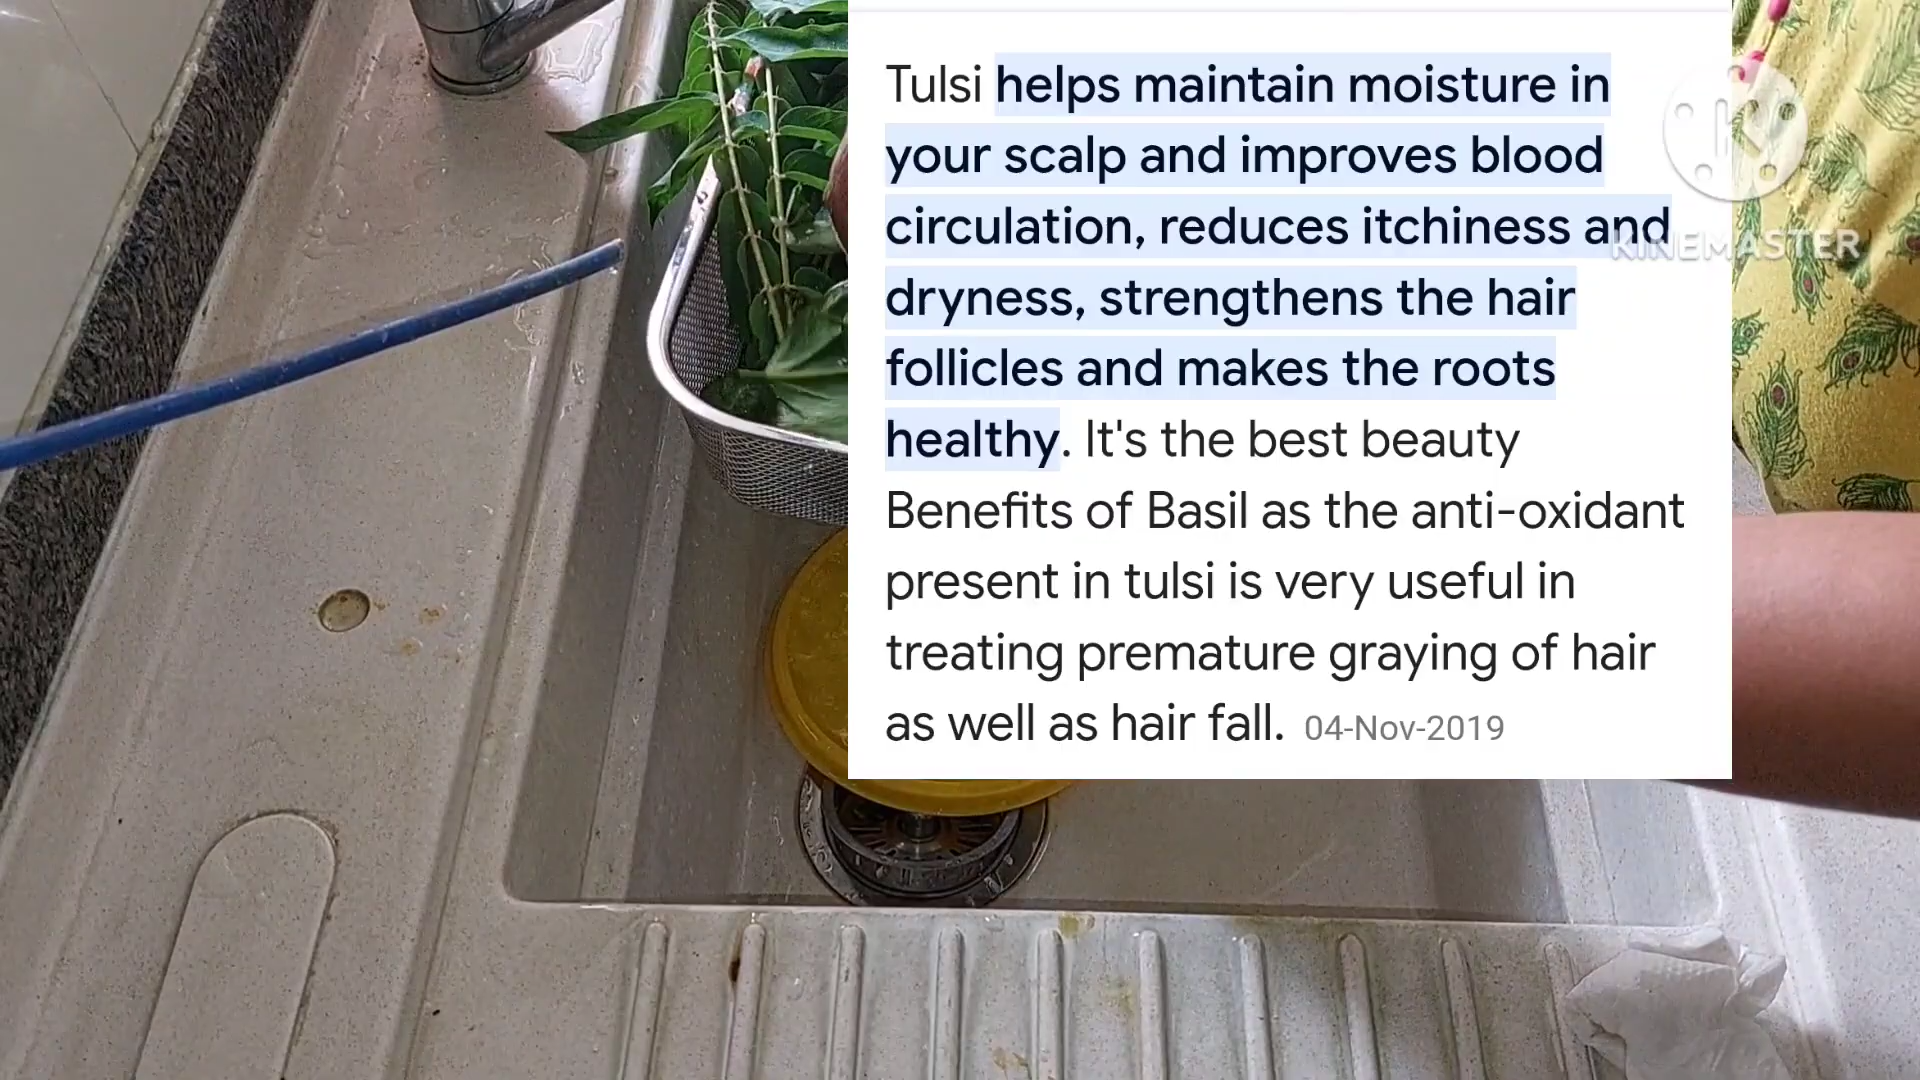 Tulsi helps maintain moisture in
your scalp and improves blood
circulation, reduces itchiness and
dryness, strengthens the hair
follicles and makes the roots
healthy. It's the best beauty
Benefits of Basil as the anti-oxidant
present in tulsi is very useful in
treating premature graying of hair
as well as hair fall. 04-Nov-2019
K
KINEMASTER